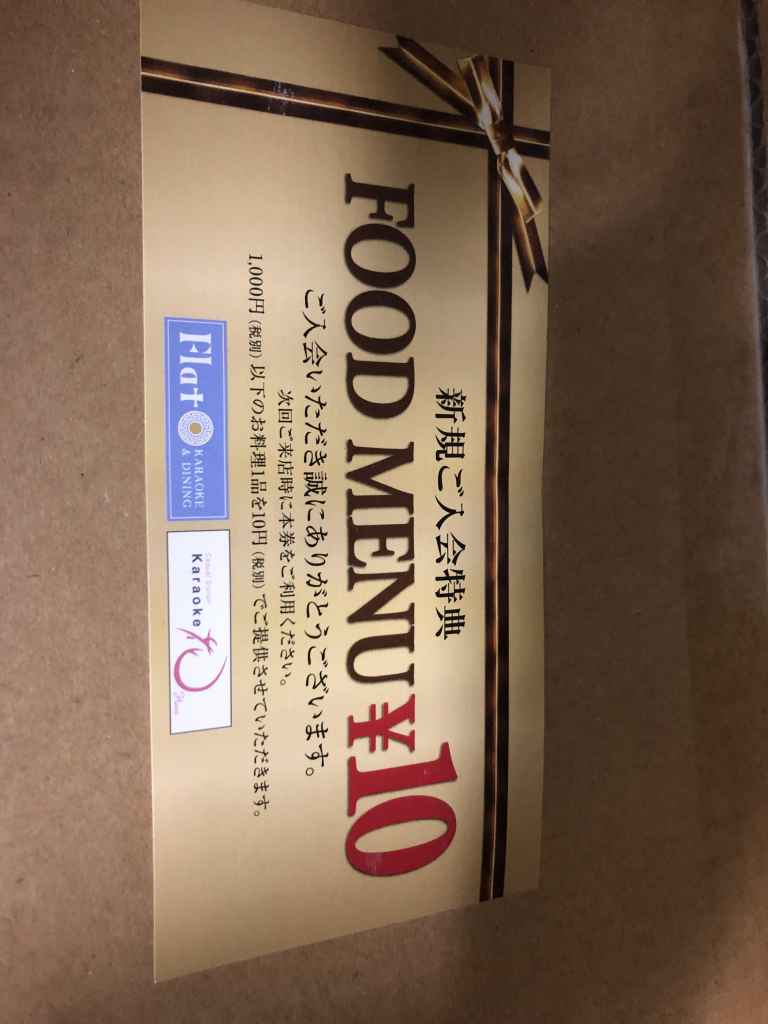 新規ご入会特典
FOOD MENU ¥10
ご入会いただき誠にありがとうございます。
次回ご来店時に本券をご利用ください。
1,000円(税別)以下のお料理1品を10円(税別)でご提供させていただきます。
Flat KARAOKE
& DINING
Karaoke